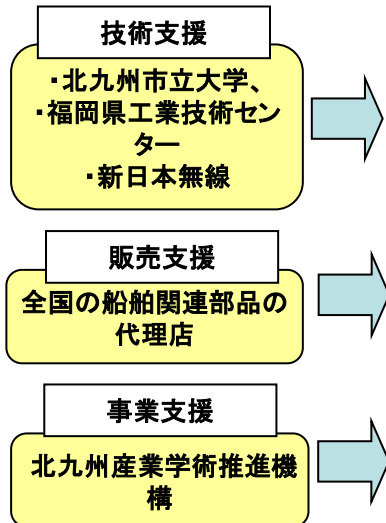 技術支援
・北九州市立大学、
・福岡県工業技術セン
ター
・新日本無線
販売支援
全国の船舶関連部品の
代理店
事業支援
北九州産業学術推進機
構